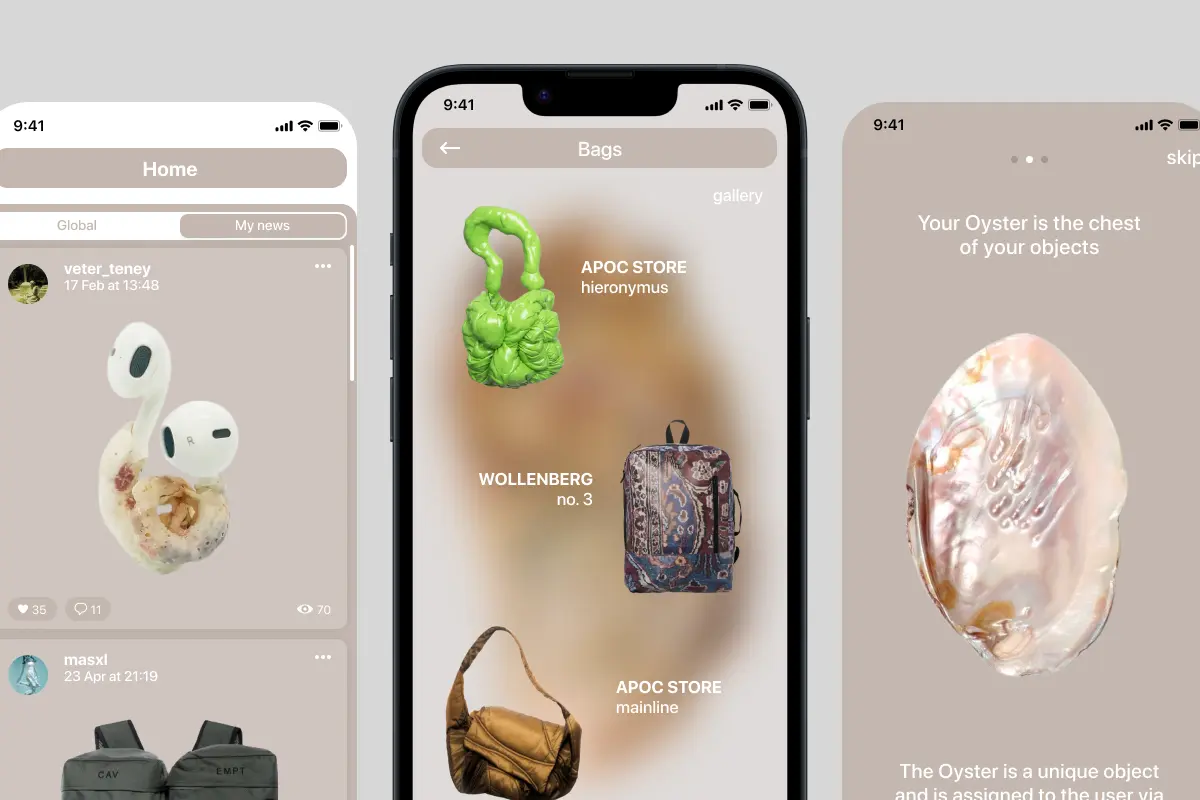 9:41
Home
Global
My news
veter_teney
17 Feb at 13:48
R
35
11
70
masxl
23 Apr at 21:19
CAV
EMPT
9:41
Bags
gallery
APOC STORE
hieronymus
WOLLENBERG
no. 3
APOC STORE
mainline
9:41
skip
Your Oyster is the chest
of your objects
The Oyster is a unique object
and is assigned to the user via